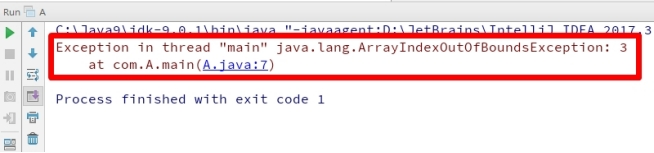 Run A
C:\Java9\jdk-9.0.1\bin\java "-javaagent:D:\JetBrains\IntelliJ IDEA 2017.3
Exception in thread "main" java.lang.ArrayIndexOutOfBoundsException: 3
at com.A.main(A.java:7)
Process finished with exit code 1